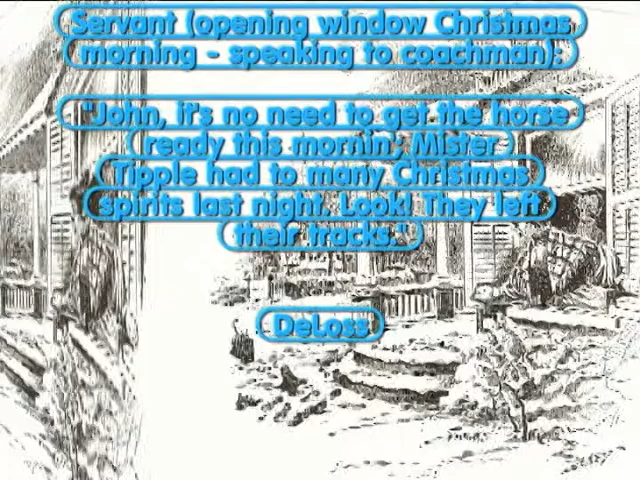 Servant (opening window Christmas
morning - speaking to coachman):
"John, it's no need to get the horse
ready this mornin'. Mister
Tipple had to many Christmas
spirits last night. Look! They left
their tracks."
DeLoss